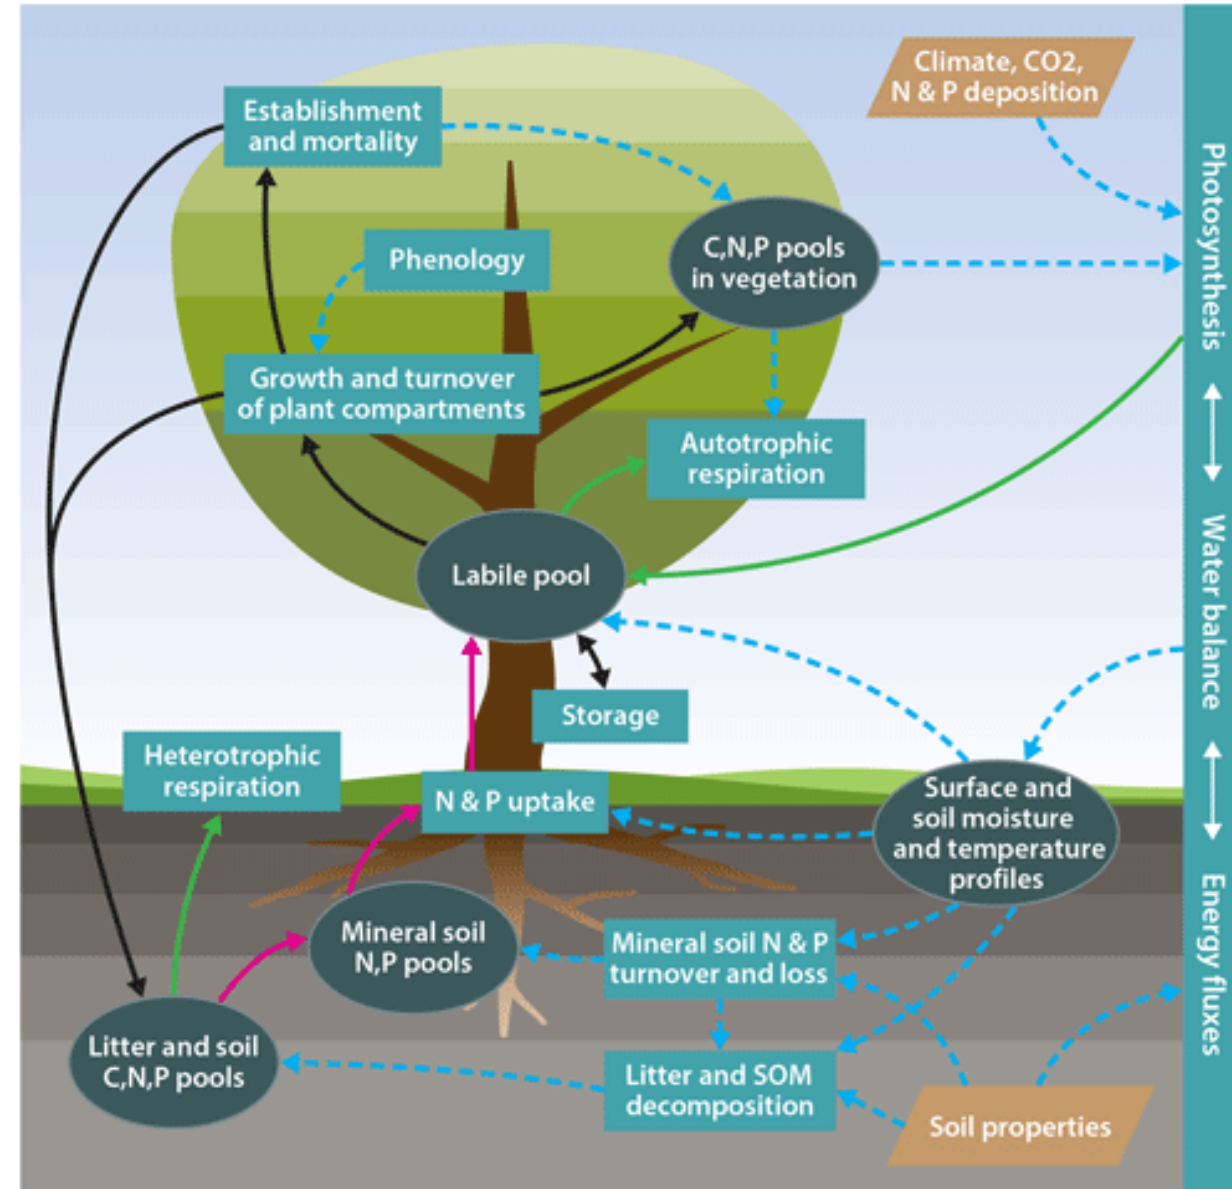 Climate, CO2,
N & P deposition
Establishment
and mortality
Phenology
C,N,P pools
in vegetation
Growth and turnover
of plant compartments
Autotrophic
respiration
Labile pool
Storage
Heterotrophic
respiration
N & P uptake
Surface and
soil moisture
and temperature
profiles
Mineral soil
N,P pools
Mineral soil N & P
turnover and loss
Litter and soil
C,N,P pools
Litter and SOM
decomposition
Soil properties
Photosynthesis
Water balance
Energy fluxes